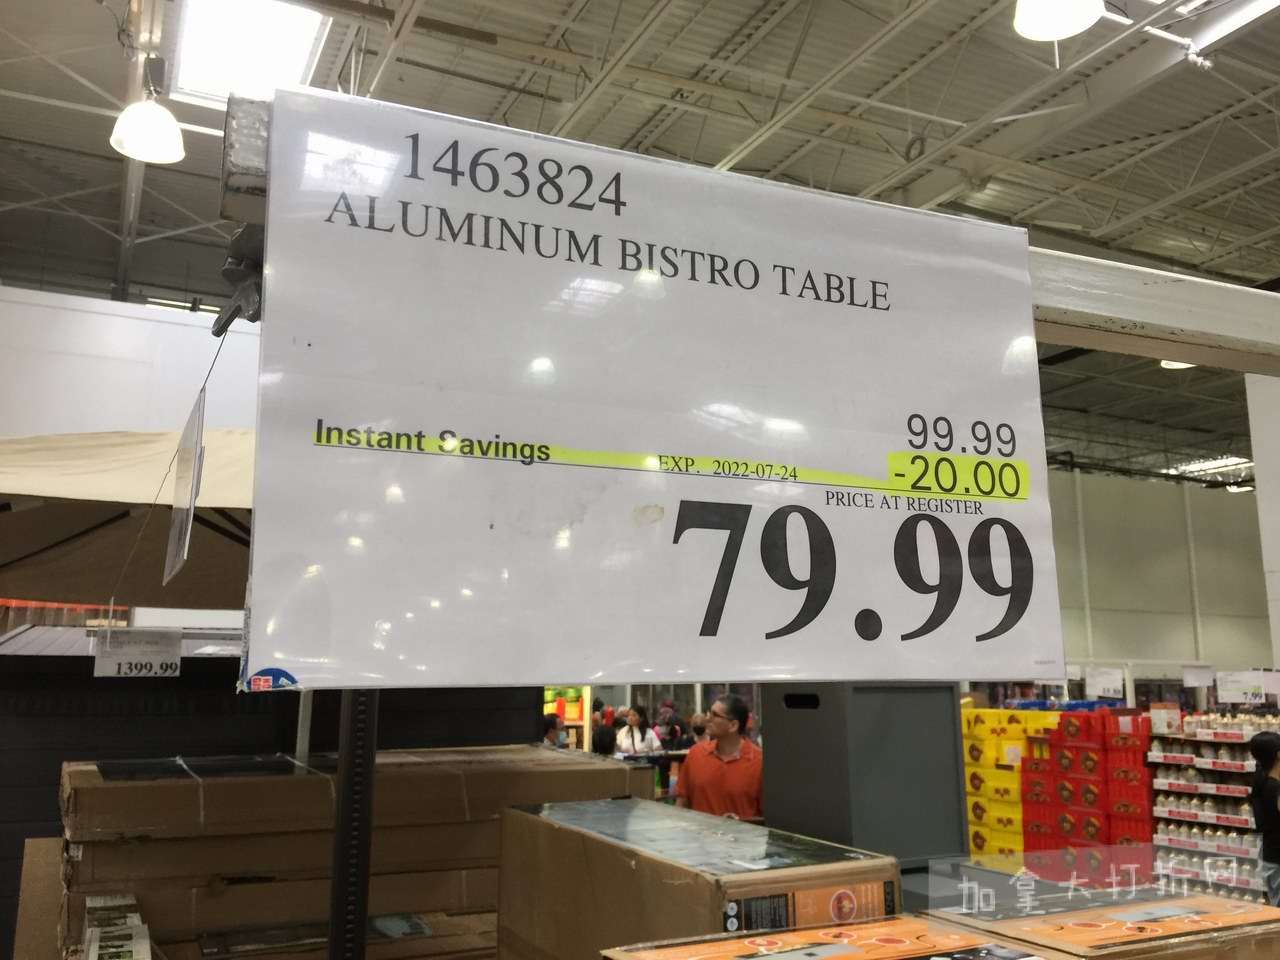 1463824
ALUMINUM BISTRO TABLE
99.99
Instant Savings EXP. 2022-07-24 -20.00
PRICE AT REGISTER
79.99
1399.99
7.99
加拿大打折网